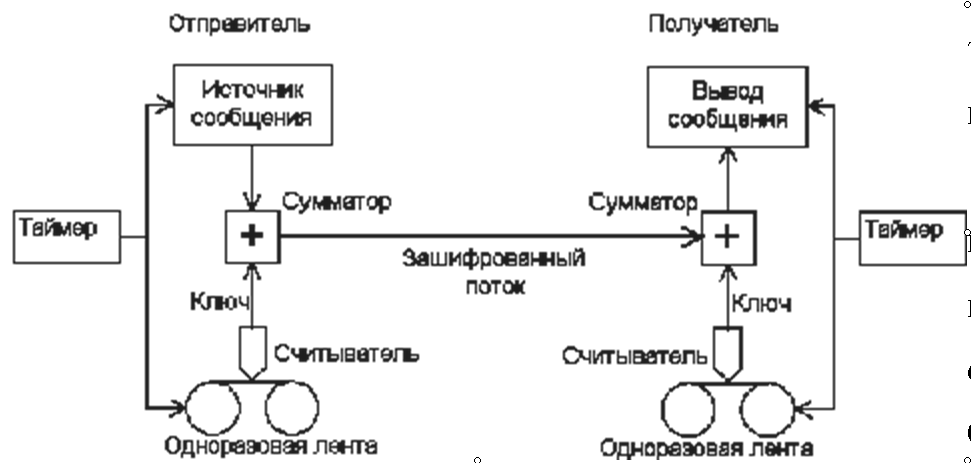 Отправитель
Получатель
Источник
сообщения
Вывод
сообщения
Таймер
Сумматор
+
Сумматор
+
Таймер
Зашифрованный
поток
Ключ
Ключ
Считыватель
Считыватель
Одноразовая лента
Одноразовая лента